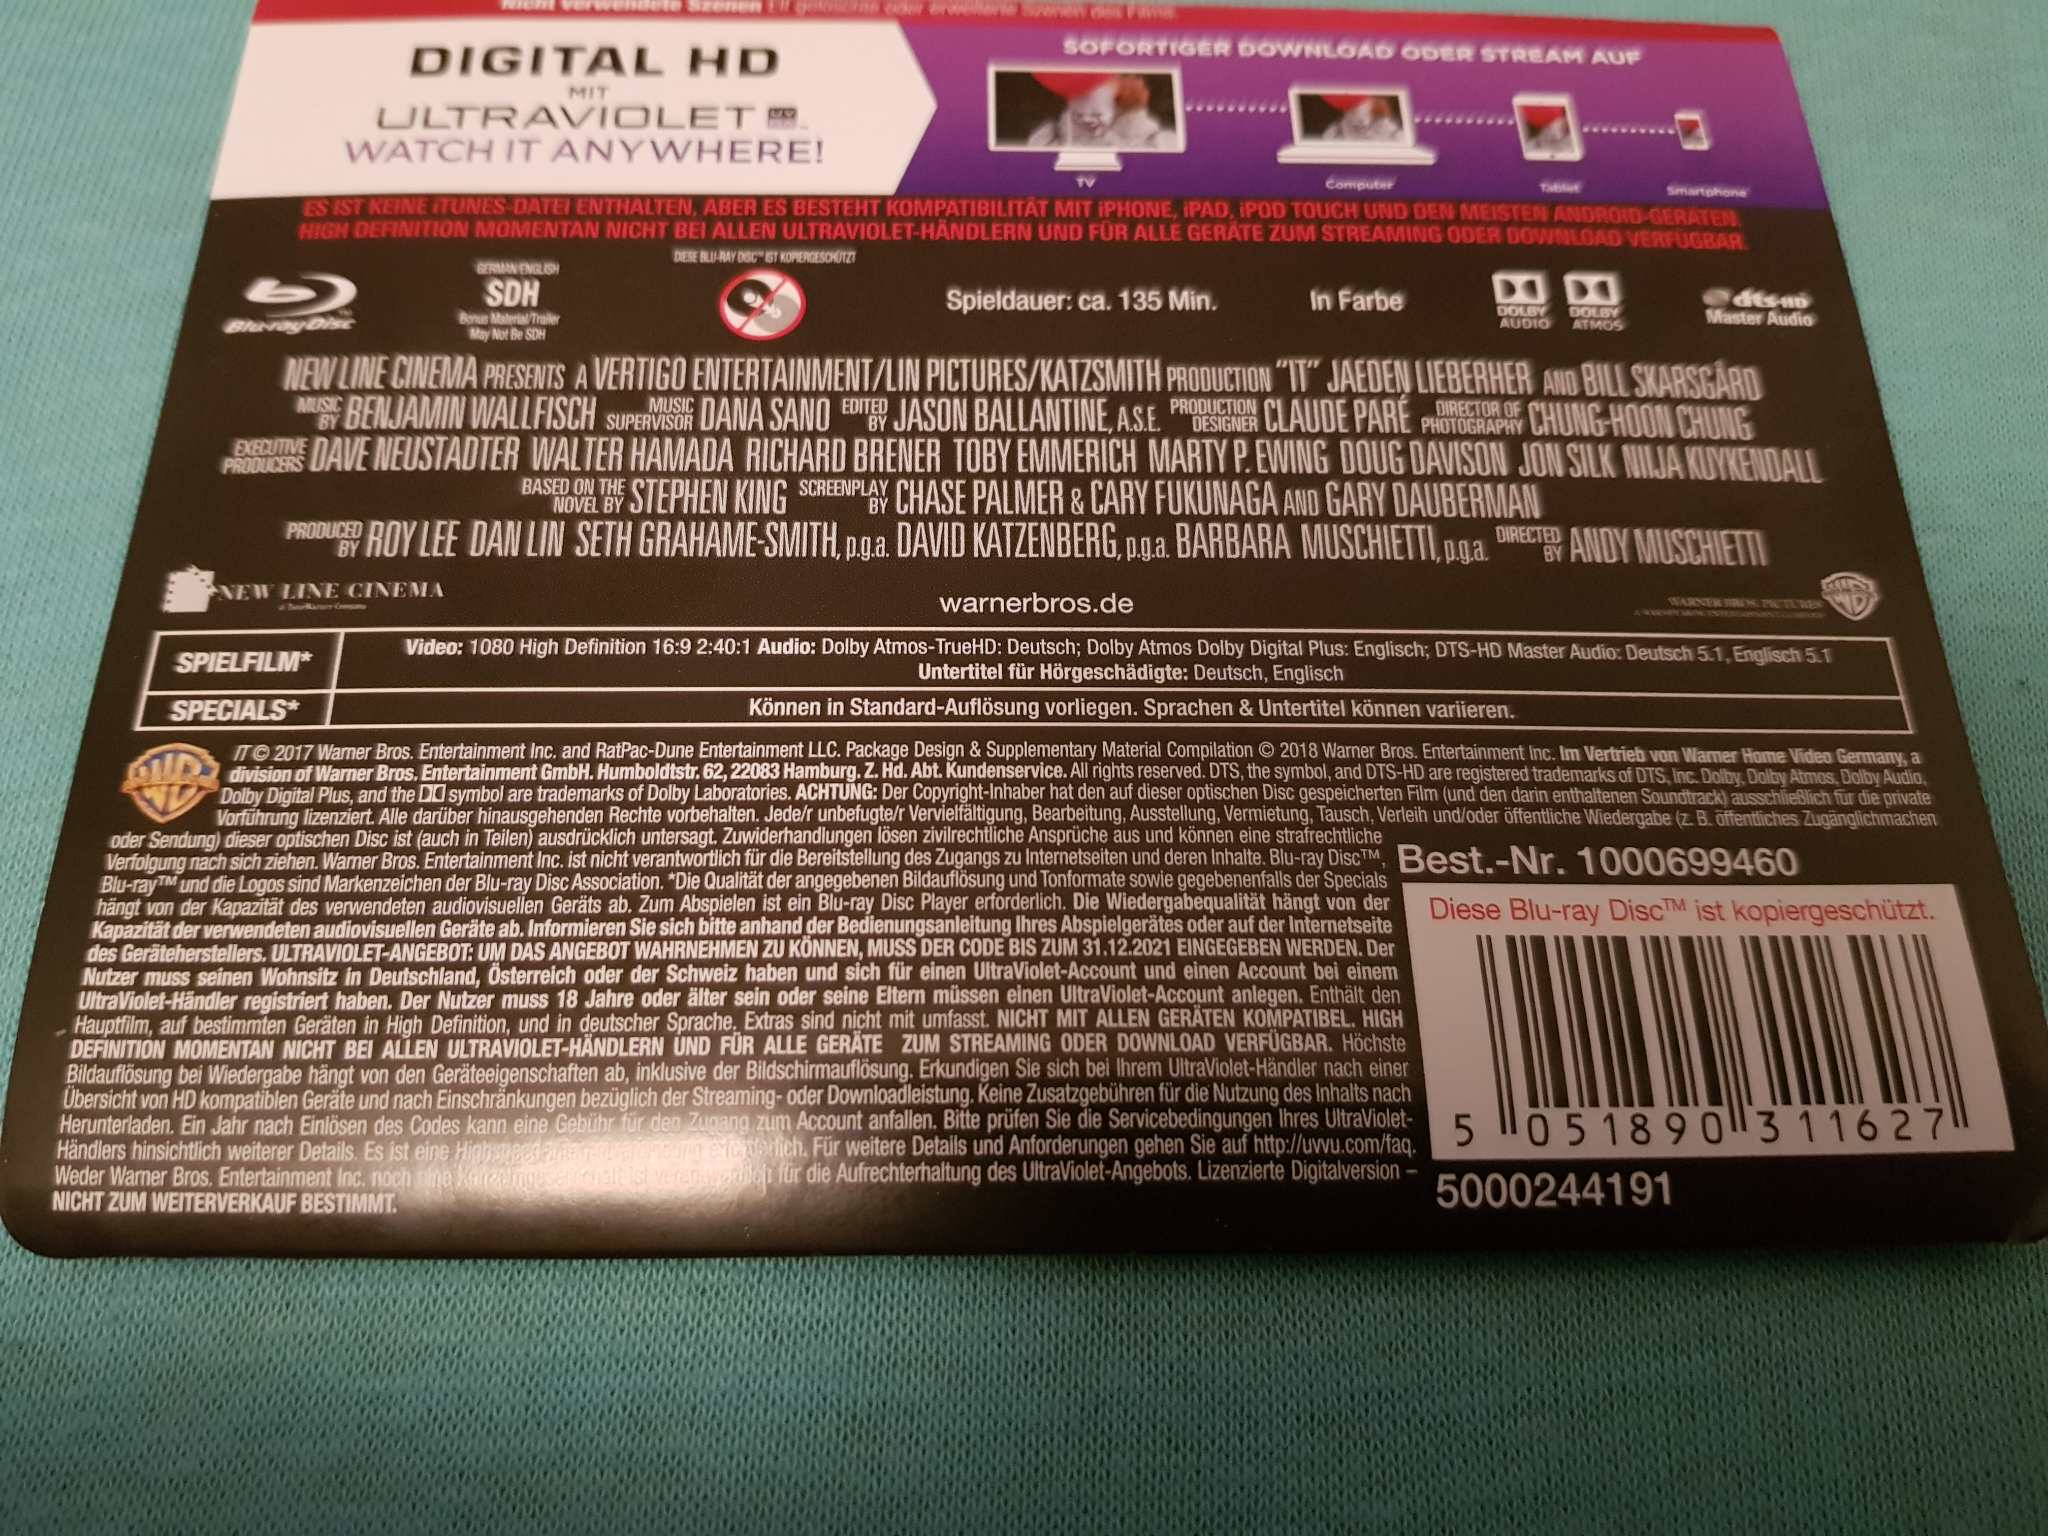 Nicht verwendete Szenen Elf gelöschte oder erweiterte Szenen des Films.
DIGITAL HD
MIT
ULTRAVIOLET UV
WATCH IT ANYWHERE!
SOFORTIGER DOWNLOAD ODER STREAM AUF
TV
Computer
Tablet
Smartphone
ES IST KEINE iTUNES-DATEI ENTHALTEN, ABER ES BESTEHT KOMPATIBILITÄT MIT iPHONE, iPAD, iPOD TOUCH UND DEN MEISTEN ANDROID-GERÄTEN.
HIGH DEFINITION MOMENTAN NICHT BEI ALLEN ULTRAVIOLET-HÄNDLERN UND FÜR ALLE GERÄTE ZUM STREAMING ODER DOWNLOAD VERFÜGBAR.
Blu-ray Disc™
GERMAN/ENGLISH
SDH
Bonus Material/Trailer
May Not Be SDH
DIESE BLU-RAY DISC™ IST KOPIERGESCHÜTZT
Spieldauer: ca. 135 Min.
In Farbe
DOLBY AUDIO
DOLBY ATMOS
dts-HD Master Audio
NEW LINE CINEMA PRESENTS A VERTIGO ENTERTAINMENT/LIN PICTURES/KATZSMITH PRODUCTION "IT" JAEDEN LIEBERHER AND BILL SKARSGÅRD
MUSIC BY BENJAMIN WALLFISCH MUSIC SUPERVISOR DANA SANO EDITED BY JASON BALLANTINE, A.S.E. PRODUCTION DESIGNER CLAUDE PARÉ DIRECTOR OF PHOTOGRAPHY CHUNG-HOON CHUNG
EXECUTIVE PRODUCERS DAVE NEUSTADTER WALTER HAMADA RICHARD BRENER TOBY EMMERICH MARTY P. EWING DOUG DAVISON JON SILK NIIJA KUYKENDALL
BASED ON THE NOVEL BY STEPHEN KING SCREENPLAY BY CHASE PALMER & CARY FUKUNAGA AND GARY DAUBERMAN
PRODUCED BY ROY LEE DAN LIN SETH GRAHAME-SMITH, p.g.a. DAVID KATZENBERG, p.g.a. BARBARA MUSCHIETTI, p.g.a. DIRECTED BY ANDY MUSCHIETTI
NEW LINE CINEMA
warnerbros.de
WARNER BROS. PICTURES
SPIELFILM*
Video: 1080 High Definition 16:9 2:40:1 Audio: Dolby Atmos-TrueHD: Deutsch; Dolby Atmos Dolby Digital Plus: Englisch; DTS-HD Master Audio: Deutsch 5.1, Englisch 5.1
Untertitel für Hörgeschädigte: Deutsch, Englisch
SPECIALS*
Können in Standard-Auflösung vorliegen. Sprachen & Untertitel können variieren.
IT © 2017 Warner Bros. Entertainment Inc. and RatPac-Dune Entertainment LLC. Package Design & Supplementary Material Compilation © 2018 Warner Bros. Entertainment Inc. Im Vertrieb von Warner Home Video Germany, a
division of Warner Bros. Entertainment GmbH. Humboldtstr. 62, 22083 Hamburg. Z. Hd. Abt. Kundenservice. All rights reserved. DTS, the symbol, and DTS-HD are registered trademarks of DTS, Inc. Dolby, Dolby Atmos, Dolby Audio,
Dolby Digital Plus, and the symbol are trademarks of Dolby Laboratories. ACHTUNG: Der Copyright-Inhaber hat den auf dieser optischen Disc gespeicherten Film (und den darin enthaltenen Soundtrack) ausschließlich für die private
Vorführung lizenziert. Alle darüber hinausgehenden Rechte vorbehalten. Jede/r unbefugte/r Vervielfältigung, Bearbeitung, Ausstellung, Vermietung, Tausch, Verleih und/oder öffentliche Wiedergabe (z. B. öffentliches Zugänglichmachen
oder Sendung) dieser optischen Disc ist (auch in Teilen) ausdrücklich untersagt. Zuwiderhandlungen lösen zivilrechtliche Ansprüche aus und können eine strafrechtliche
Verfolgung nach sich ziehen. Warner Bros. Entertainment Inc. ist nicht verantwortlich für die Bereitstellung des Zugangs zu Internetseiten und deren Inhalte. Blu-ray Disc™,
Blu-ray™ und die Logos sind Markenzeichen der Blu-ray Disc Association. *Die Qualität der angegebenen Bildauflösung und Tonformate sowie gegebenenfalls der Specials
hängt von der Kapazität des verwendeten audiovisuellen Geräts ab. Zum Abspielen ist ein Blu-ray Disc Player erforderlich. Die Wiedergabequalität hängt von der
Kapazität der verwendeten audiovisuellen Geräte ab. Informieren Sie sich bitte anhand der Bedienungsanleitung Ihres Abspielgerätes oder auf der Internetseite
des Geräteherstellers. ULTRAVIOLET-ANGEBOT: UM DAS ANGEBOT WAHRNEHMEN ZU KÖNNEN, MUSS DER CODE BIS ZUM 31.12.2021 EINGEGEBEN WERDEN. Der
Nutzer muss seinen Wohnsitz in Deutschland, Österreich oder der Schweiz haben und sich für einen UltraViolet-Account und einen Account bei einem
UltraViolet-Händler registriert haben. Der Nutzer muss 18 Jahre oder älter sein oder seine Eltern müssen einen UltraViolet-Account anlegen. Enthält den
Hauptfilm, auf bestimmten Geräten in High Definition, und in deutscher Sprache. Extras sind nicht mit umfasst. NICHT MIT ALLEN GERÄTEN KOMPATIBEL. HIGH
DEFINITION MOMENTAN NICHT BEI ALLEN ULTRAVIOLET-HÄNDLERN UND FÜR ALLE GERÄTE ZUM STREAMING ODER DOWNLOAD VERFÜGBAR. Höchste
Bildauflösung bei Wiedergabe hängt von den Geräteeigenschaften ab, inklusive der Bildschirmauflösung. Erkundigen Sie sich bei Ihrem UltraViolet-Händler nach einer
Übersicht von HD kompatiblen Geräte und nach Einschränkungen bezüglich der Streaming- oder Downloadleistung. Keine Zusatzgebühren für die Nutzung des Inhalts nach
Herunterladen. Ein Jahr nach Einlösen des Codes kann eine Gebühr für den Zugang zum Account anfallen. Bitte prüfen Sie die Servicebedingungen Ihres UltraViolet-
Händlers hinsichtlich weiterer Details. Es ist eine erforderlich. Für weitere Details und Anforderungen gehen Sie auf http://uvvu.com/faq.
Weder Warner Bros. Entertainment Inc. noch ist für die Aufrechterhaltung des UltraViolet-Angebots. Lizenzierte Digitalversion –
NICHT ZUM WEITERVERKAUF BESTIMMT.
Best.-Nr. 1000699460
Diese Blu-ray Disc™ ist kopiergeschützt.
5 051890 311627
5000244191